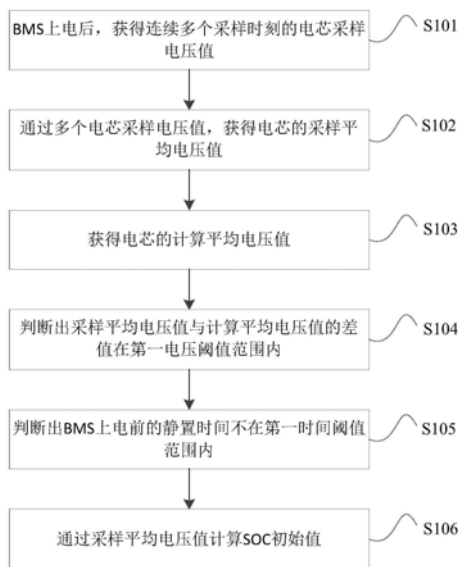 BMS上电后，获得连续多个采样时刻的电芯采样
电压值
S101
通过多个电芯采样电压值，获得电芯的采样平
均电压值
S102
获得电芯的计算平均电压值
S103
判断出采样平均电压值与计算平均电压值的差
值在第一电压阈值范围内
S104
判断出BMS上电前的静置时间不在第一时间阈值
范围内
S105
通过采样平均电压值计算SOC初始值
S106